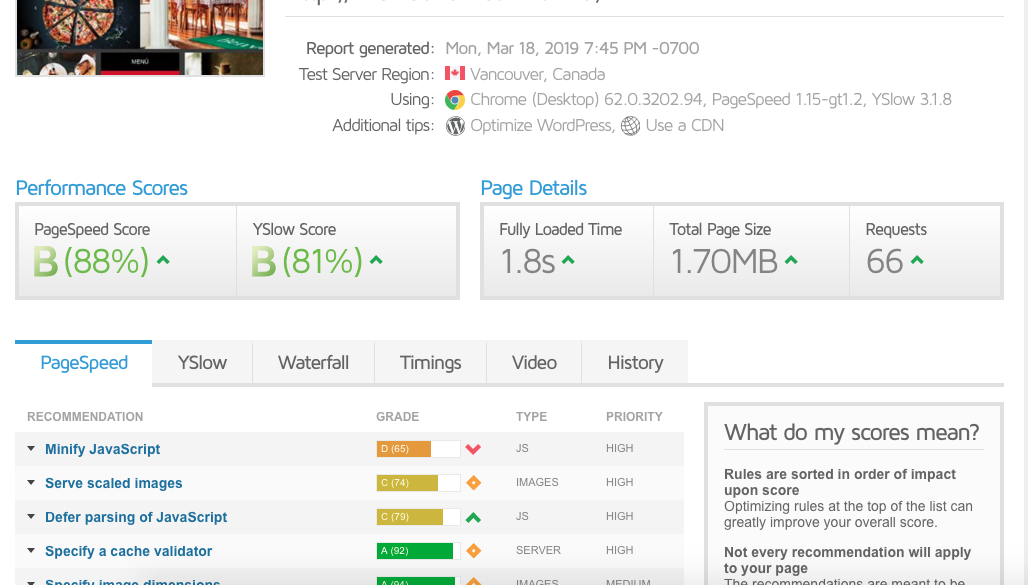 MENÚ
Report generated: Mon, Mar 18, 2019 7:45 PM -0700
Test Server Region: Vancouver, Canada
Using: Chrome (Desktop) 62.0.3202.94, PageSpeed 1.15-gt1.2, YSlow 3.1.8
Additional tips: Optimize WordPress, Use a CDN
Performance Scores
PageSpeed Score
B (88%)
YSlow Score
B (81%)
Page Details
Fully Loaded Time
1.8s
Total Page Size
1.70MB
Requests
66
PageSpeed YSlow Waterfall Timings Video History
RECOMMENDATION GRADE TYPE PRIORITY
Minify JavaScript D (65) JS HIGH
Serve scaled images C (74) IMAGES HIGH
Defer parsing of JavaScript C (79) JS HIGH
Specify a cache validator A (92) SERVER HIGH
Specify image dimensions A (94) IMAGES MEDIUM
What do my scores mean?
Rules are sorted in order of impact
upon score
Optimizing rules at the top of the list can
greatly improve your overall score.
Not every recommendation will apply
to your page
The recommendations are meant to be